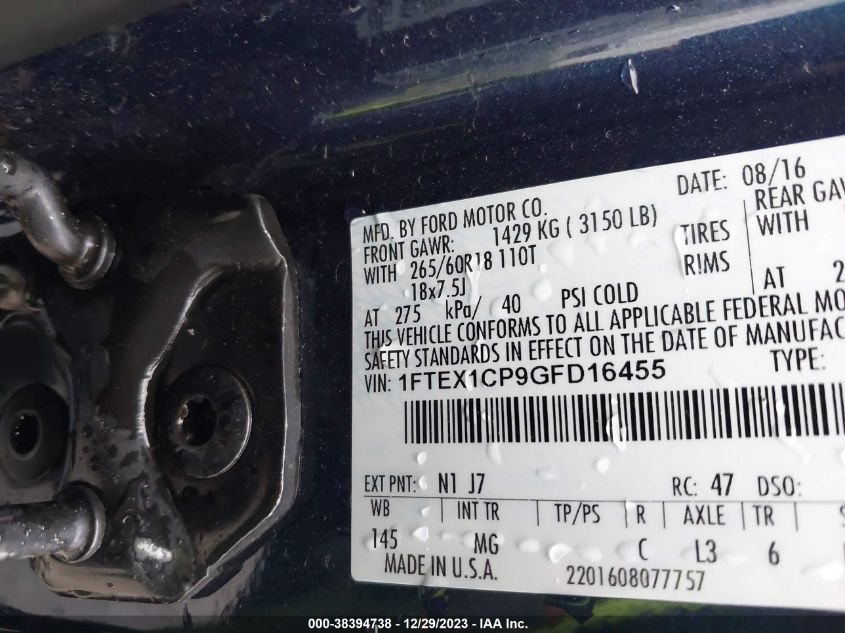 DATE: 08/16
MFD. BY FORD MOTOR CO.
FRONT GAWR: 1429 KG ( 3150 LB)
REAR
WITH 265/60R18 110T TIRES WITH
18x7.5J RIMS
AT 275 kPa/ 40 PSI COLD AT
THIS VEHICLE CONFORMS TO ALL APPLICABLE FEDERAL
SAFETY STANDARDS IN EFFECT ON THE DATE OF
VIN: 1FTEX1CP9GFD16455 TYPE:
EXT PNT: N1 J7 RC: 47 DSO:
WB INT TR TP/PS R AXLE TR
145 MG C L3 6
MADE IN U.S.A. 2201608077757
000-38394738 - 12/29/2023 - IAA Inc.